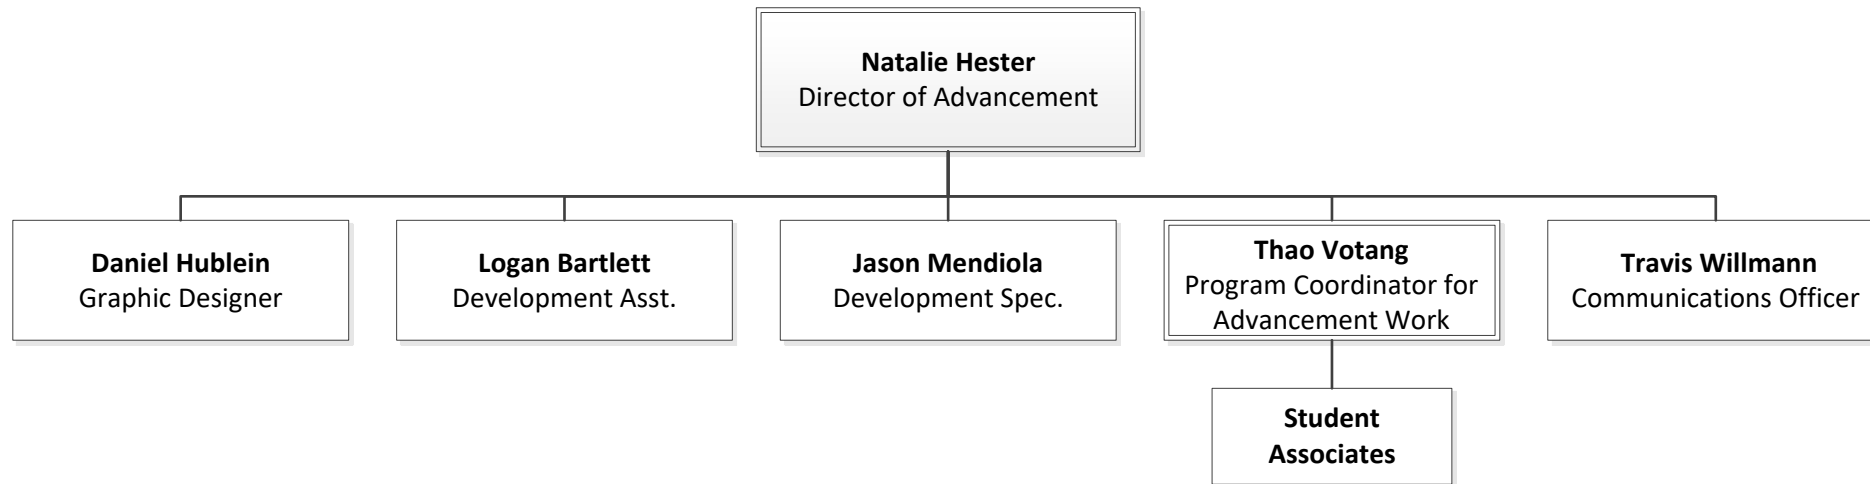 Natalie Hester
Director of Advancement
Daniel Hublein
Graphic Designer
Logan Bartlett
Development Asst.
Jason Mendiola
Development Spec.
Thao Votang
Program Coordinator for
Advancement Work
Travis Willmann
Communications Officer
Student
Associates